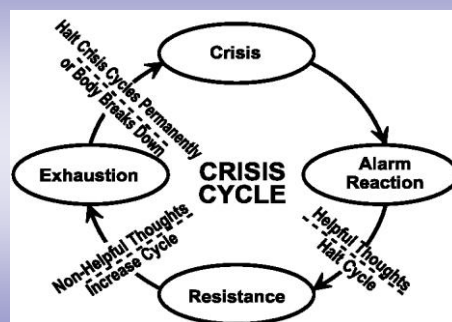 Crisis
Halt Crisis Cycles Permanently
or Body Breaks Down
Exhaustion
CRISIS
CYCLE
Alarm
Reaction
Helpful Thoughts
Halt Cycle
Non-Helpful Thoughts
Increase Cycle
Resistance